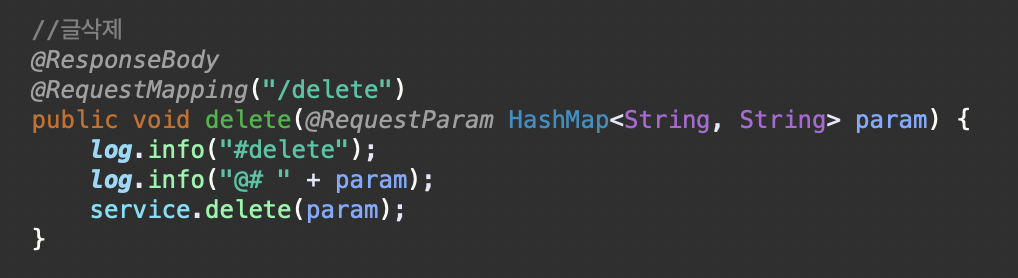 //글삭제
@ResponseBody
@RequestMapping("/delete")
public void delete(@RequestParam HashMap<String, String> param) {
    log.info("#delete");
    log.info("@# " + param);
    service.delete(param);
}